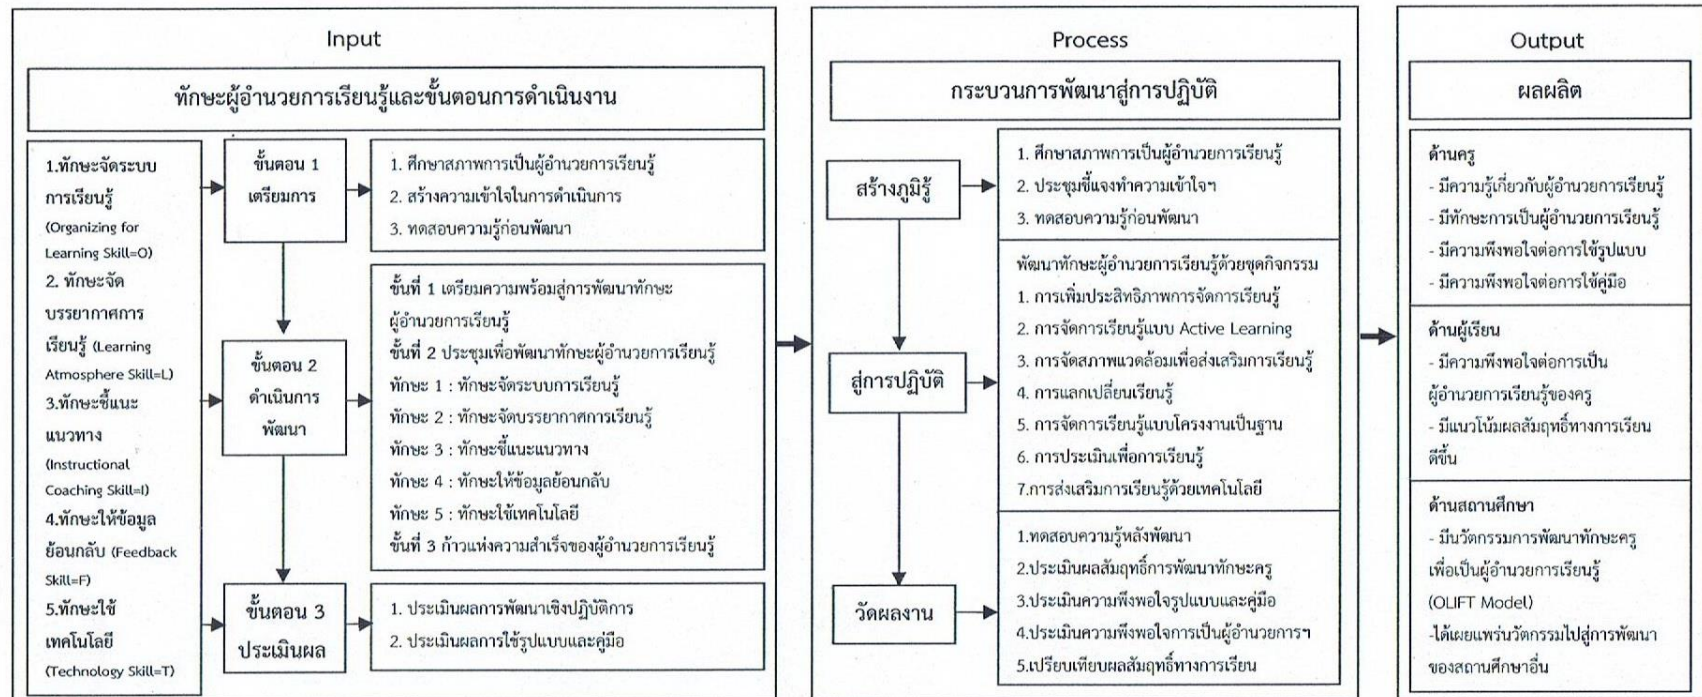 Input
ทักษะผู้อำนวยการเรียนรู้และขั้นตอนการดำเนินงาน
1.ทักษะจัดระบบ
การเรียนรู้
(Organizing for
Learning Skill=O)
2. ทักษะจัด
บรรยากาศการ
เรียนรู้ (Learning
Atmosphere Skill=L)
3.ทักษะชี้แนะ
แนวทาง
(Instructional
Coaching Skill=I)
4.ทักษะให้ข้อมูล
ย้อนกลับ (Feedback
Skill=F)
5.ทักษะใช้
เทคโนโลยี
(Technology Skill=T)
ขั้นตอน 1
เตรียมการ
1. ศึกษาสภาพการเป็นผู้อำนวยการเรียนรู้
2. สร้างความเข้าใจในการดำเนินการ
3. ทดสอบความรู้ก่อนพัฒนา
ขั้นตอน 2
ดำเนินการ
พัฒนา
ขั้นที่ 1 เตรียมความพร้อมสู่การพัฒนาทักษะ
ผู้อำนวยการเรียนรู้
ขั้นที่ 2 ประชุมเพื่อพัฒนาทักษะผู้อำนวยการเรียนรู้
ทักษะ 1 : ทักษะจัดระบบการเรียนรู้
ทักษะ 2 : ทักษะจัดบรรยากาศการเรียนรู้
ทักษะ 3 : ทักษะชี้แนะแนวทาง
ทักษะ 4 : ทักษะให้ข้อมูลย้อนกลับ
ทักษะ 5 : ทักษะใช้เทคโนโลยี
ขั้นที่ 3 ก้าวแห่งความสำเร็จของผู้อำนวยการเรียนรู้
ขั้นตอน 3
ประเมินผล
1. ประเมินผลการพัฒนาเชิงปฏิบัติการ
2. ประเมินผลการใช้รูปแบบและคู่มือ
Process
กระบวนการพัฒนาสู่การปฏิบัติ
สร้างภูมิรู้
1. ศึกษาสภาพการเป็นผู้อำนวยการเรียนรู้
2. ประชุมชี้แจงทำความเข้าใจฯ
3. ทดสอบความรู้ก่อนพัฒนา
สู่การปฏิบัติ
พัฒนาทักษะผู้อำนวยการเรียนรู้ด้วยชุดกิจกรรม
1. การเพิ่มประสิทธิภาพการจัดการเรียนรู้
2. การจัดการเรียนรู้แบบ Active Learning
3. การจัดสภาพแวดล้อมเพื่อส่งเสริมการเรียนรู้
4. การแลกเปลี่ยนเรียนรู้
5. การจัดการเรียนรู้แบบโครงงานเป็นฐาน
6. การประเมินเพื่อการเรียนรู้
7.การส่งเสริมการเรียนรู้ด้วยเทคโนโลยี
วัดผลงาน
1.ทดสอบความรู้หลังพัฒนา
2.ประเมินผลสัมฤทธิ์การพัฒนาทักษะครู
3.ประเมินความพึงพอใจรูปแบบและคู่มือ
4.ประเมินความพึงพอใจการเป็นผู้อำนวยการฯ
5.เปรียบเทียบผลสัมฤทธิ์ทางการเรียน
Output
ผลผลิต
ด้านครู
- มีความรู้เกี่ยวกับผู้อำนวยการเรียนรู้
- มีทักษะการเป็นผู้อำนวยการเรียนรู้
- มีความพึงพอใจต่อการใช้รูปแบบ
- มีความพึงพอใจต่อการใช้คู่มือ
ด้านผู้เรียน
- มีความพึงพอใจต่อการเป็น
ผู้อำนวยการเรียนรู้ของครู
- มีแนวโน้มผลสัมฤทธิ์ทางการเรียน
ดีขึ้น
ด้านสถานศึกษา
- มีนวัตกรรมการพัฒนาทักษะครู
เพื่อเป็นผู้อำนวยการเรียนรู้
(OLIFT Model)
-ได้เผยแพร่นวัตกรรมไปสู่การพัฒนา
ของสถานศึกษาอื่น